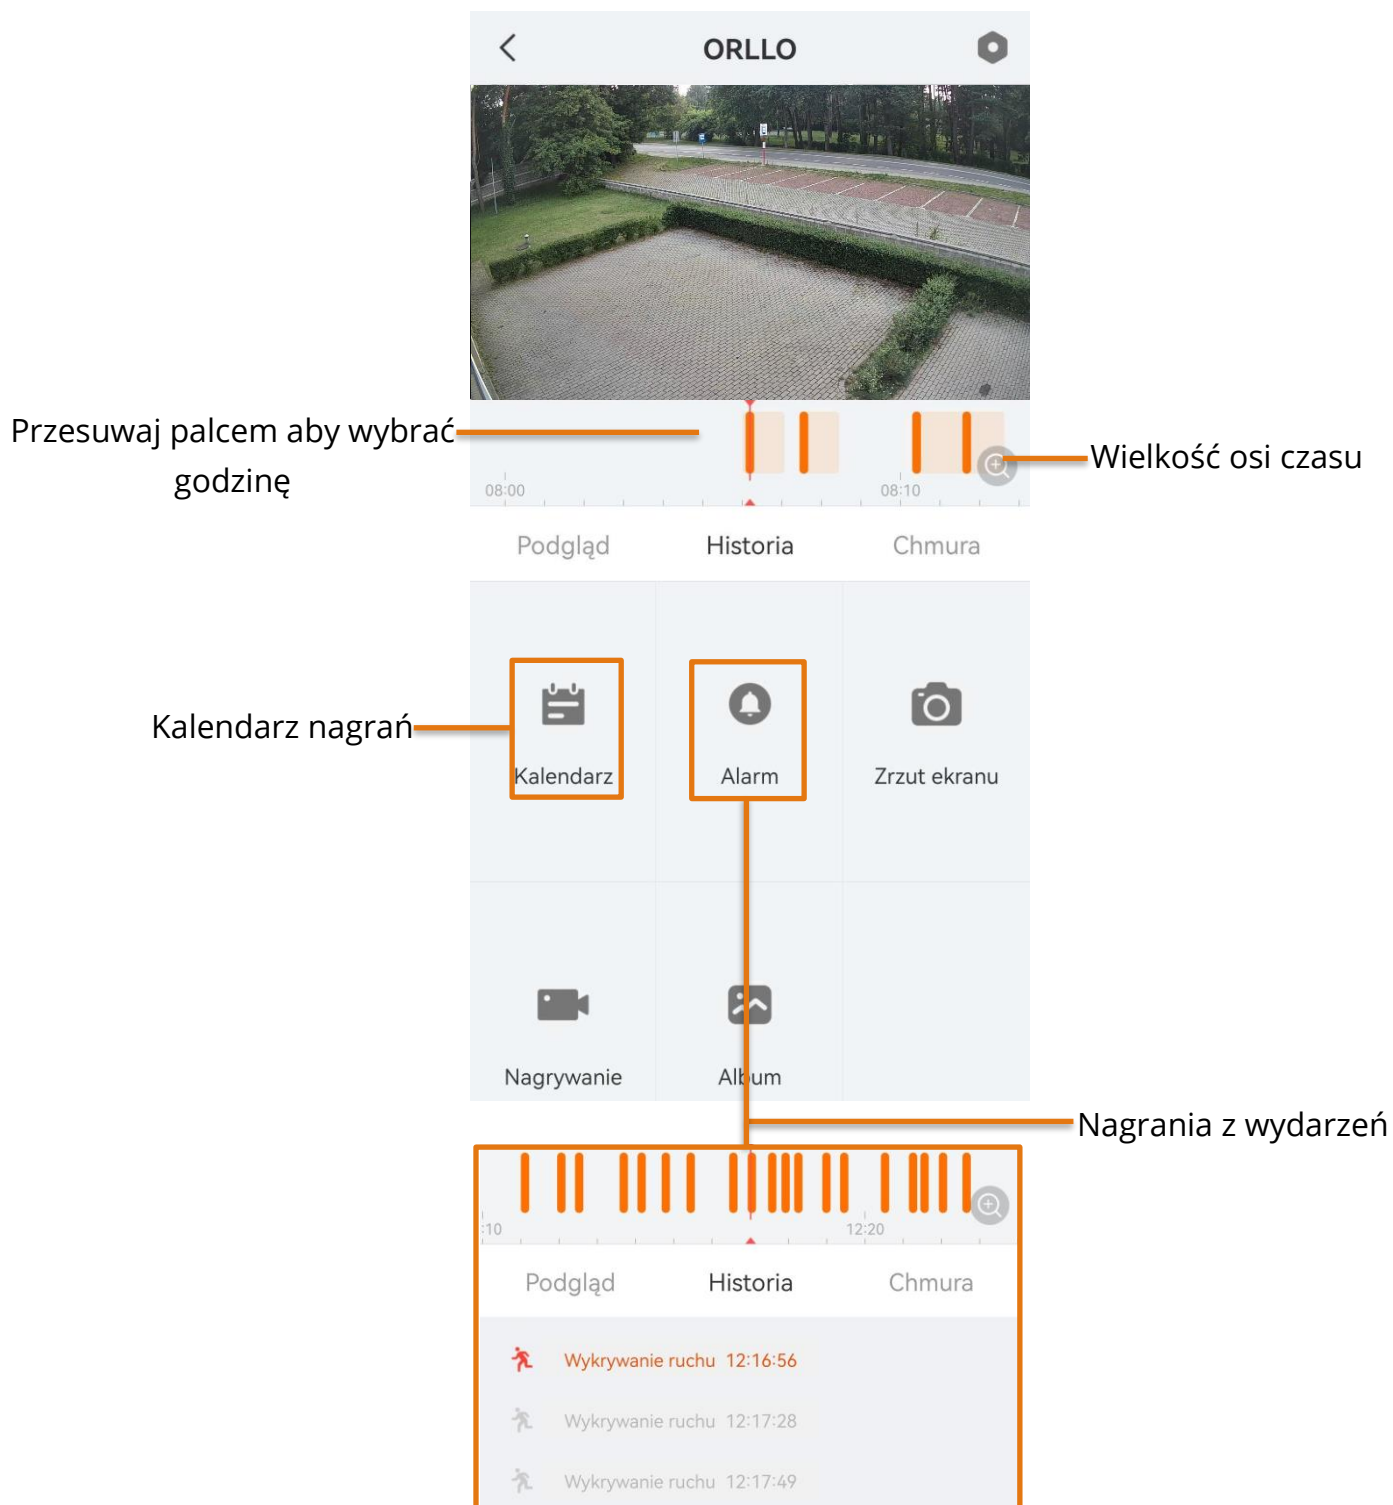 ORLLO
Przesuwaj palcem aby wybrać
godzinę
Wielkość osi czasu
08:00
08:10
Podgląd
Historia
Chmura
Kalendarz nagrań
Kalendarz
Alarm
Zrzut ekranu
Nagrywanie
Album
Nagrania z wydarzeń
:10
12:20
Podgląd
Historia
Chmura
Wykrywanie ruchu 12:16:56
Wykrywanie ruchu 12:17:28
Wykrywanie ruchu 12:17:49